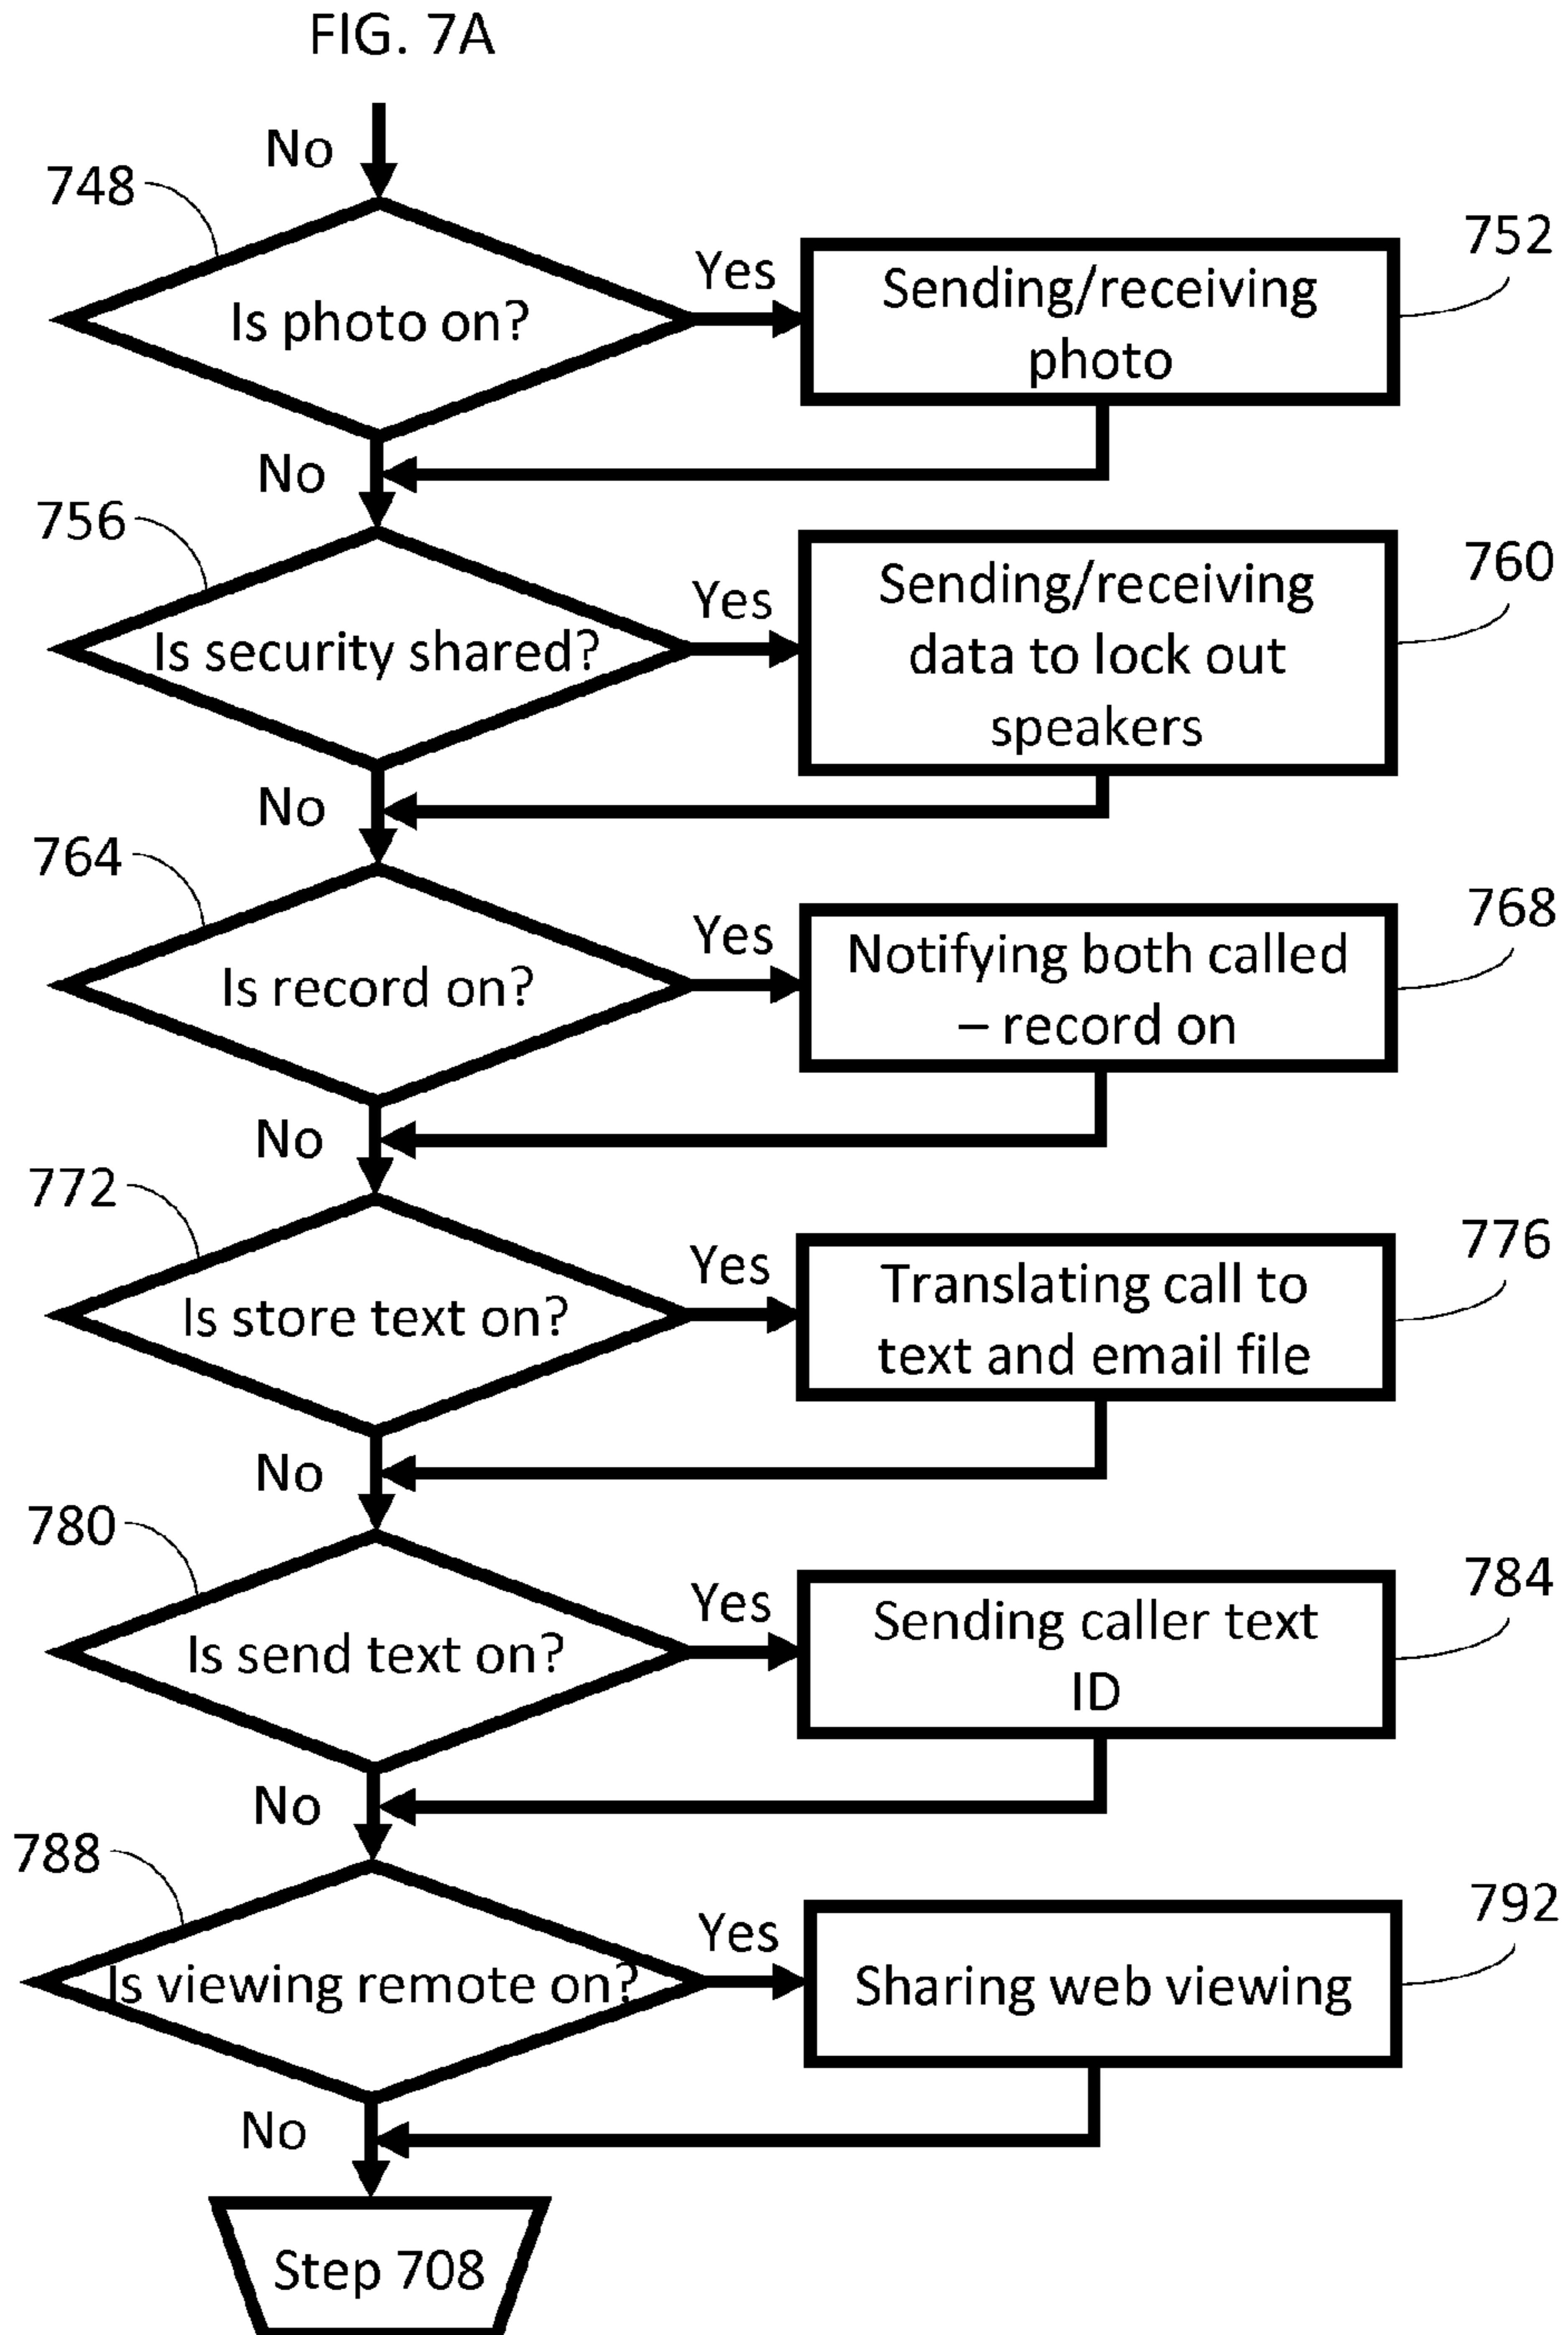 FIG. 7A
No
748
Is photo on?
Yes
Sending/receiving
photo
752
No
756
Is security shared?
Yes
Sending/receiving
data to lock out
speakers
760
No
764
Is record on?
Yes
Notifying both called
– record on
768
No
772
Is store text on?
Yes
Translating call to
text and email file
776
No
780
Is send text on?
Yes
Sending caller text
ID
784
No
788
Is viewing remote on?
Yes
Sharing web viewing
792
No
Step 708